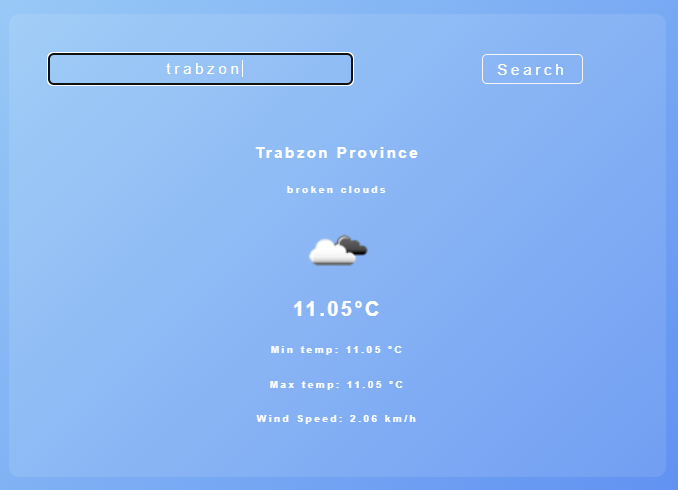 trabzon
Search
Trabzon Province
broken clouds
11.05°C
Min temp: 11.05 °C
Max temp: 11.05 °C
Wind Speed: 2.06 km/h